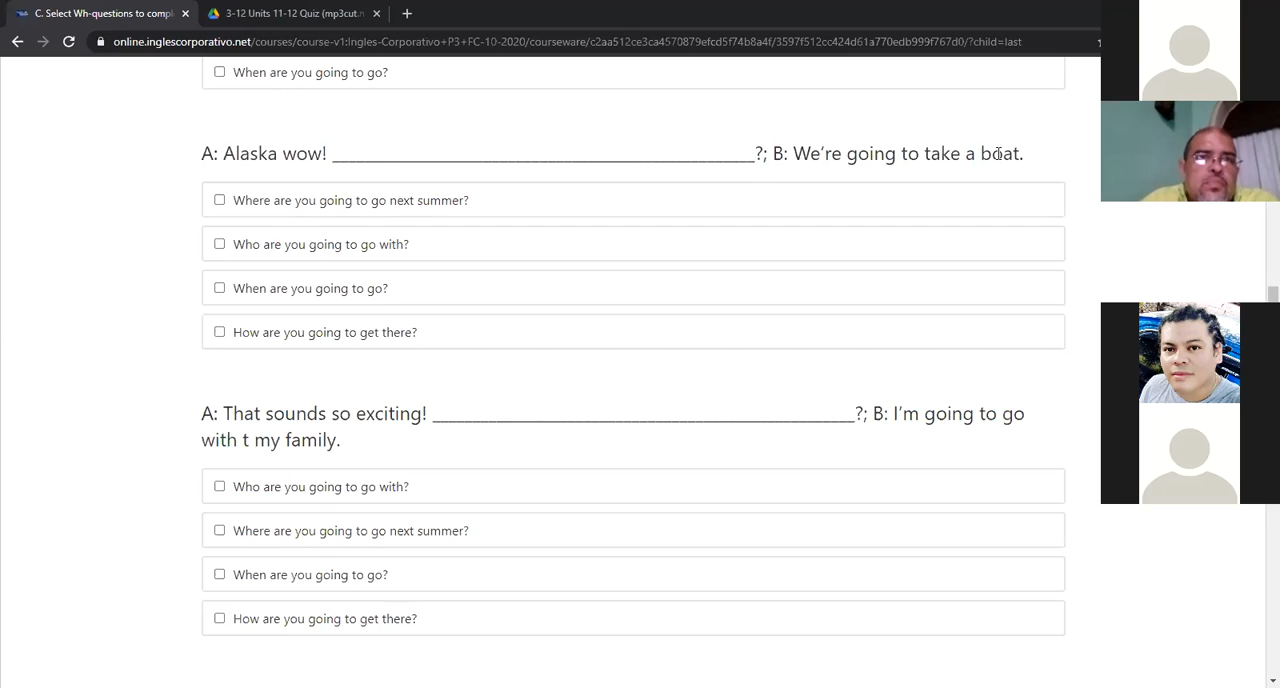 C. Select Wh-questions to compl
3-12 Units 11-12 Quiz (mp3cut.n
online.inglescorporativo.net/courses/course-v1:Ingles-Corporativo+P3+FC-10-2020/courseware/c2aa512ce3ca4570879efcd5f74b8a4f/3597f512cc424d61a770edb999f767d0/?child=last
When are you going to go?
A: Alaska wow! ____________________________________________?; B: We're going to take a boat.
Where are you going to go next summer?
Who are you going to go with?
When are you going to go?
How are you going to get there?
A: That sounds so exciting! ____________________________________________?; B: I'm going to go
with t my family.
Who are you going to go with?
Where are you going to go next summer?
When are you going to go?
How are you going to get there?